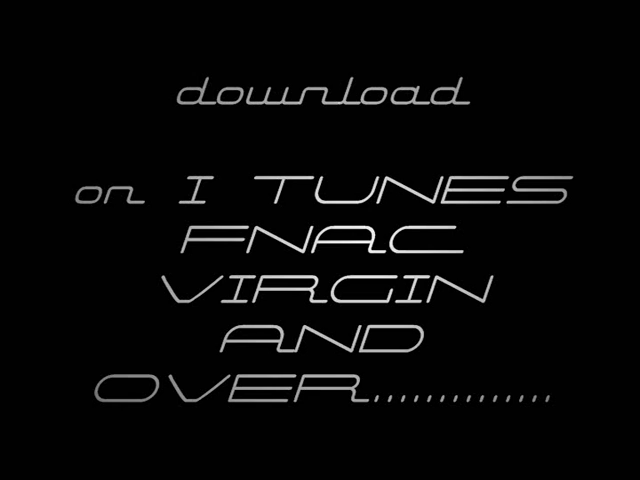 download
on I TUNES
FNAC
VIRGIN
AND
OVER...............